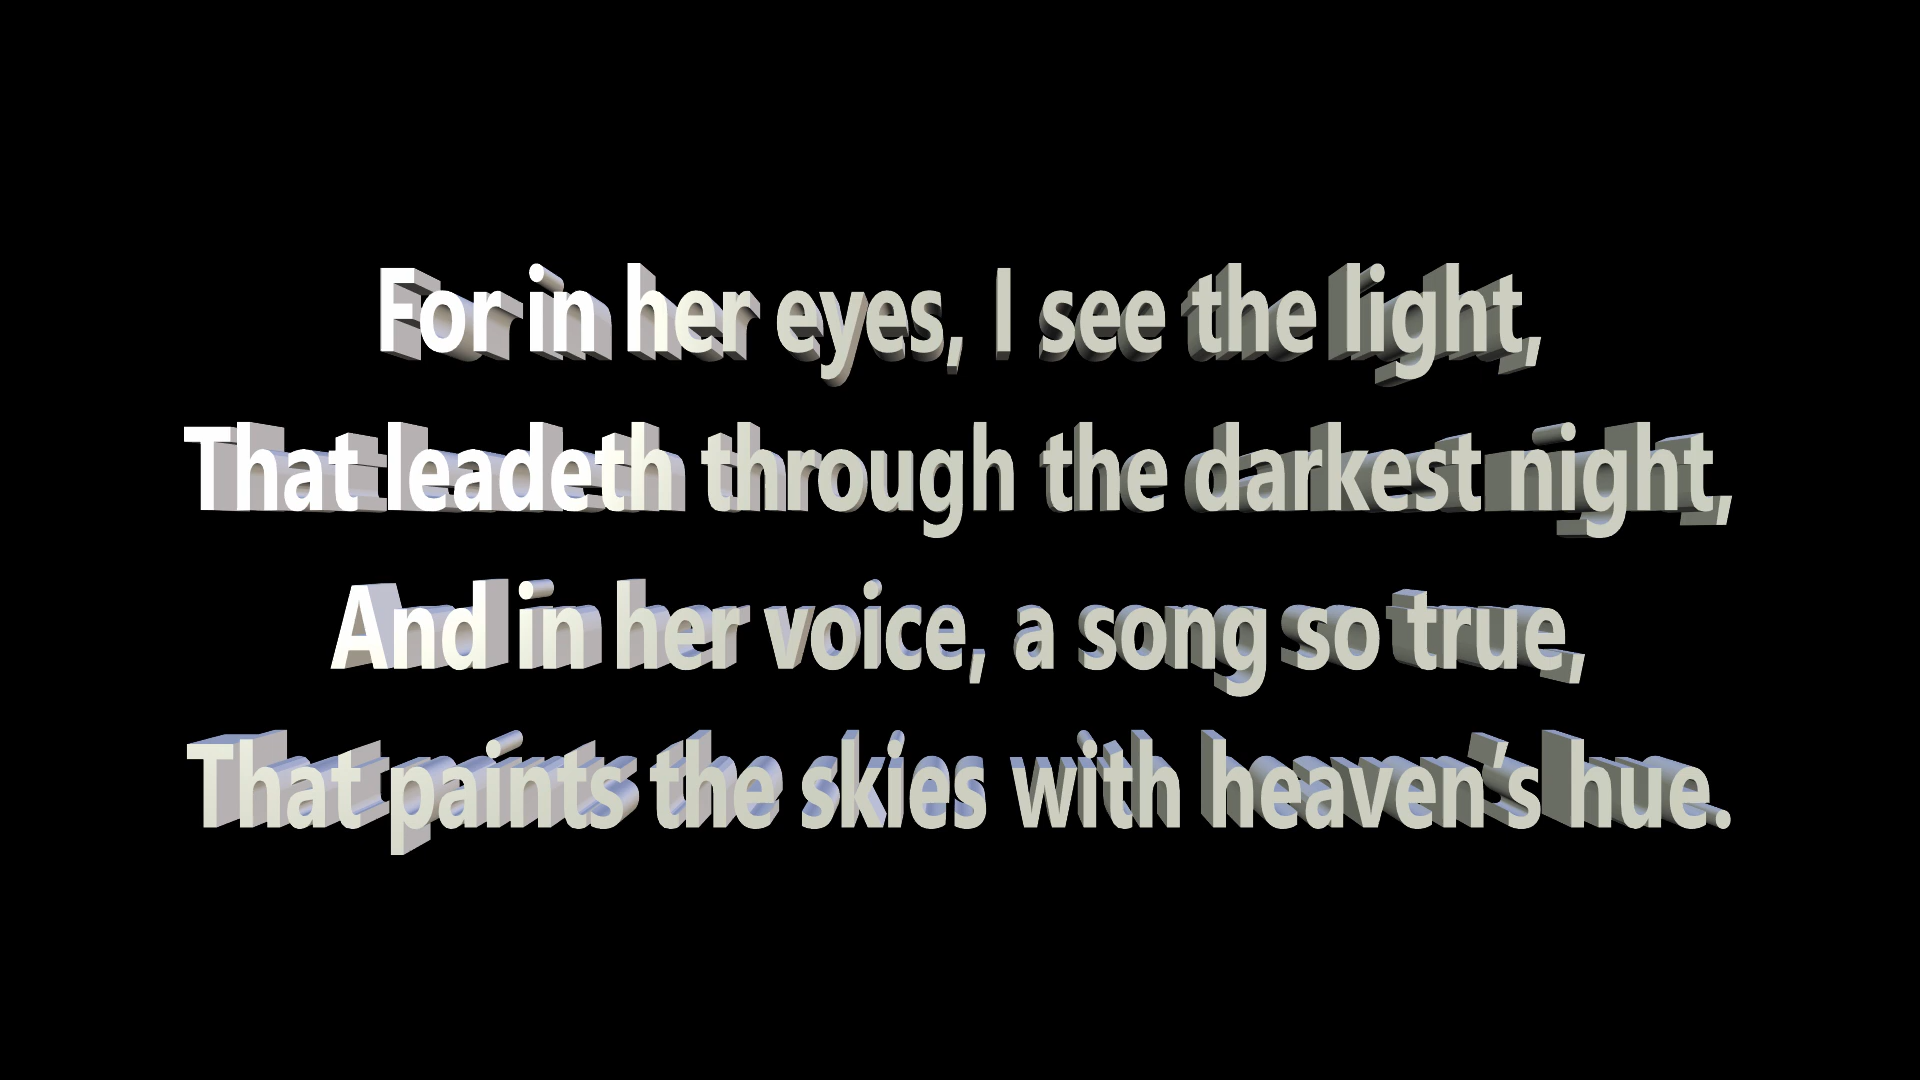 For in her eyes, I see the light,
That leadeth through the darkest night,
And in her voice, a song so true,
That paints the skies with heaven's hue.